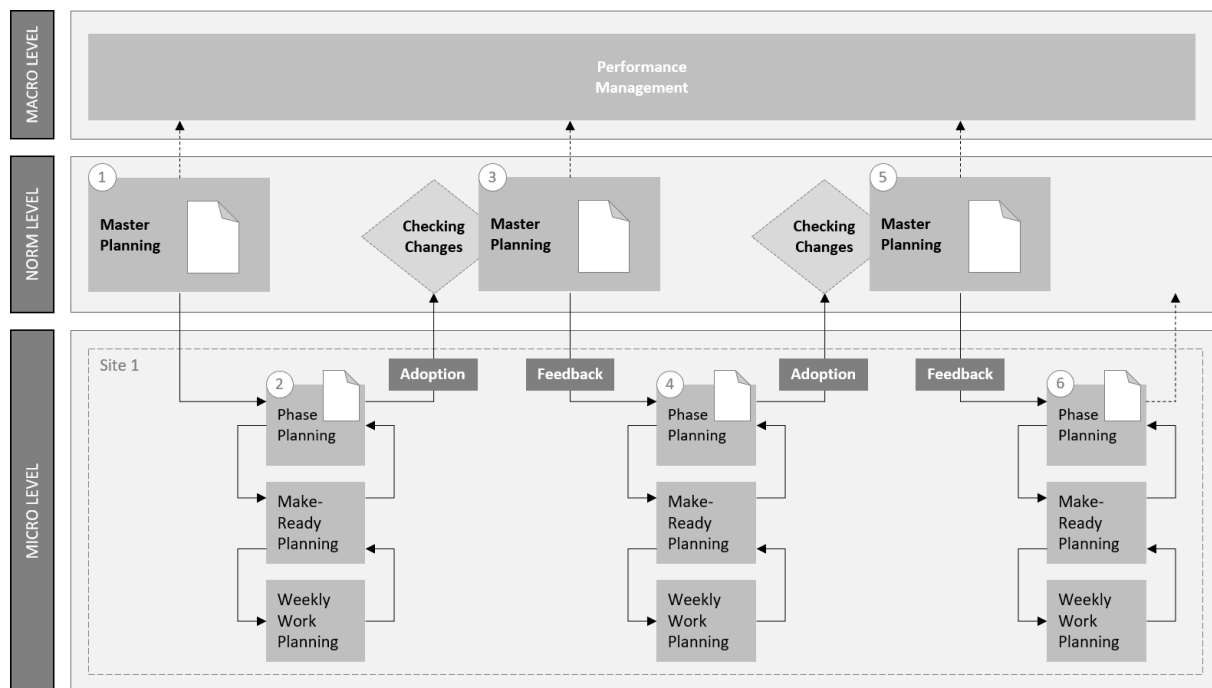 MACRO LEVEL
Performance
Management
NORM LEVEL
1
Master
Planning
Checking
Changes
3
Master
Planning
Checking
Changes
5
Master
Planning
MICRO LEVEL
Site 1
Adoption
Feedback
Adoption
Feedback
2
Phase
Planning
Make-
Ready
Planning
Weekly
Work
Planning
4
Phase
Planning
Make-
Ready
Planning
Weekly
Work
Planning
6
Phase
Planning
Make-
Ready
Planning
Weekly
Work
Planning